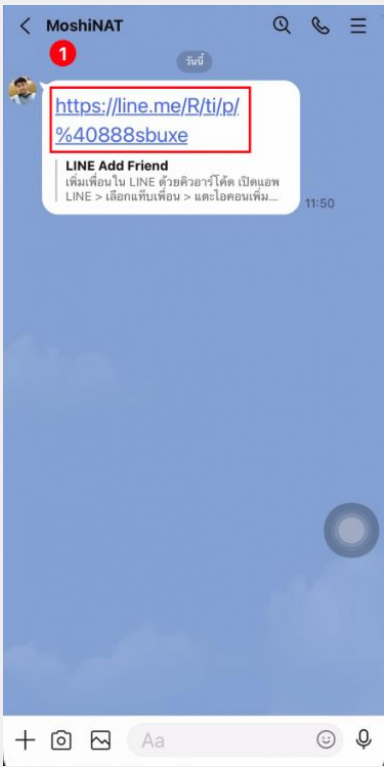 MoshiNAT
1
วันนี้
https://line.me/R/ti/p/
%40888sbuxe
LINE Add Friend
เพิ่มเพื่อนใน LINE ด้วยคิวอาร์โค้ด เปิดแอพ
LINE > เลือกแท็บเพื่อน > แตะไอคอนเพิ่ม...
11:50
Aa